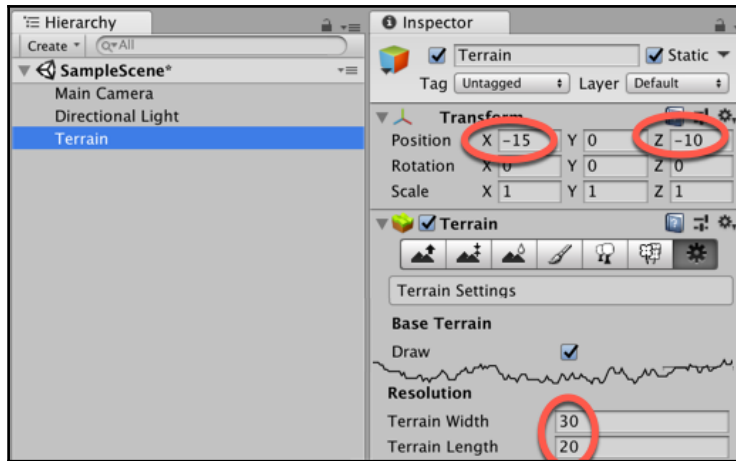 Hierarchy
Create All
SampleScene*
Main Camera
Directional Light
Terrain
Inspector
Terrain Static
Tag Untagged Layer Default
Transform
Position X -15 Y 0 Z -10
Rotation X 0 Y 0 Z 0
Scale X 1 Y 1 Z 1
Terrain
Terrain Settings
Base Terrain
Draw
Resolution
Terrain Width 30
Terrain Length 20